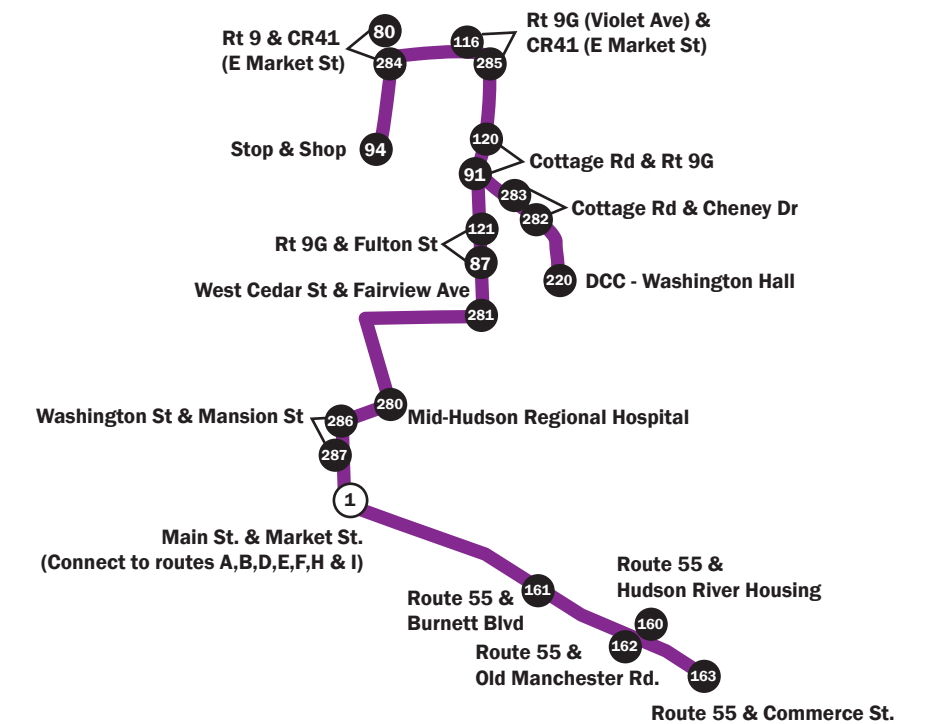 Rt 9 & CR41
(E Market St)
80
284
116
285
Rt 9G (Violet Ave) &
CR41 (E Market St)
Stop & Shop
94
120
91
Cottage Rd & Rt 9G
283
282
Cottage Rd & Cheney Dr
Rt 9G & Fulton St
121
87
220
DCC - Washington Hall
West Cedar St & Fairview Ave
281
280
Mid-Hudson Regional Hospital
Washington St & Mansion St
286
287
1
Main St. & Market St.
(Connect to routes A,B,D,E,F,H & I)
161
Route 55 &
Burnett Blvd
Route 55 &
Hudson River Housing
160
162
Route 55 &
Old Manchester Rd.
163
Route 55 & Commerce St.